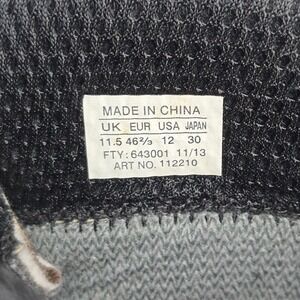 MADE IN CHINA
UK EUR USA JAPAN
11.5 46⅔ 12 30
FTY: 643001 11/13
ART NO. 112210